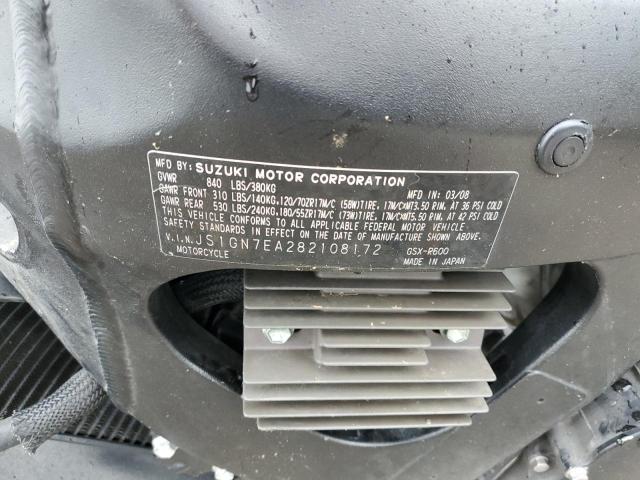 MFD BY: SUZUKI MOTOR CORPORATION
GVWR 840 LBS/380KG MFD IN: 03/08
GAWR FRONT 310 LBS/140KG,120/70ZR17M/C (58W)TIRE, 17M/C×MT3.50 RIM, AT 36 PSI COLD
GAWR REAR 530 LBS/240KG,180/55ZR17M/C (73W)TIRE, 17M/C×MT5.50 RIM, AT 42 PSI COLD
THIS VEHICLE CONFORMS TO ALL APPLICABLE FEDERAL MOTOR VEHICLE
SAFETY STANDARDS IN EFFECT ON THE DATE OF MANUFACTURE SHOWN ABOVE.
V.I.N. JS1GN7EA282108172 GSX-R600
MOTORCYCLE MADE IN JAPAN